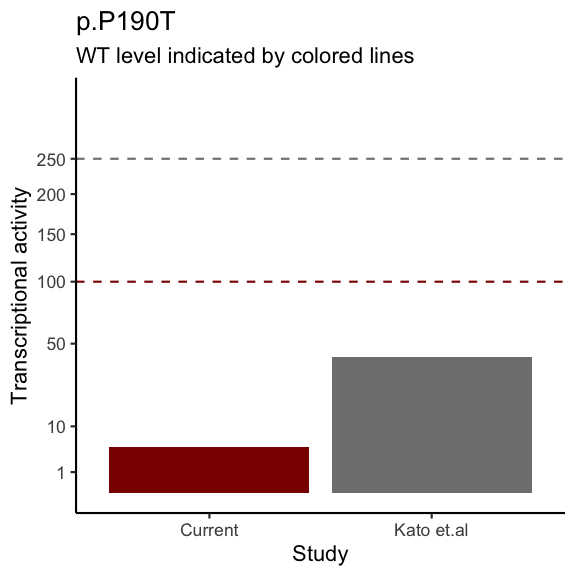 p.P190T
WT level indicated by colored lines
Transcriptional activity
250
200
150
100
50
10
1
Current
Kato et.al
Study